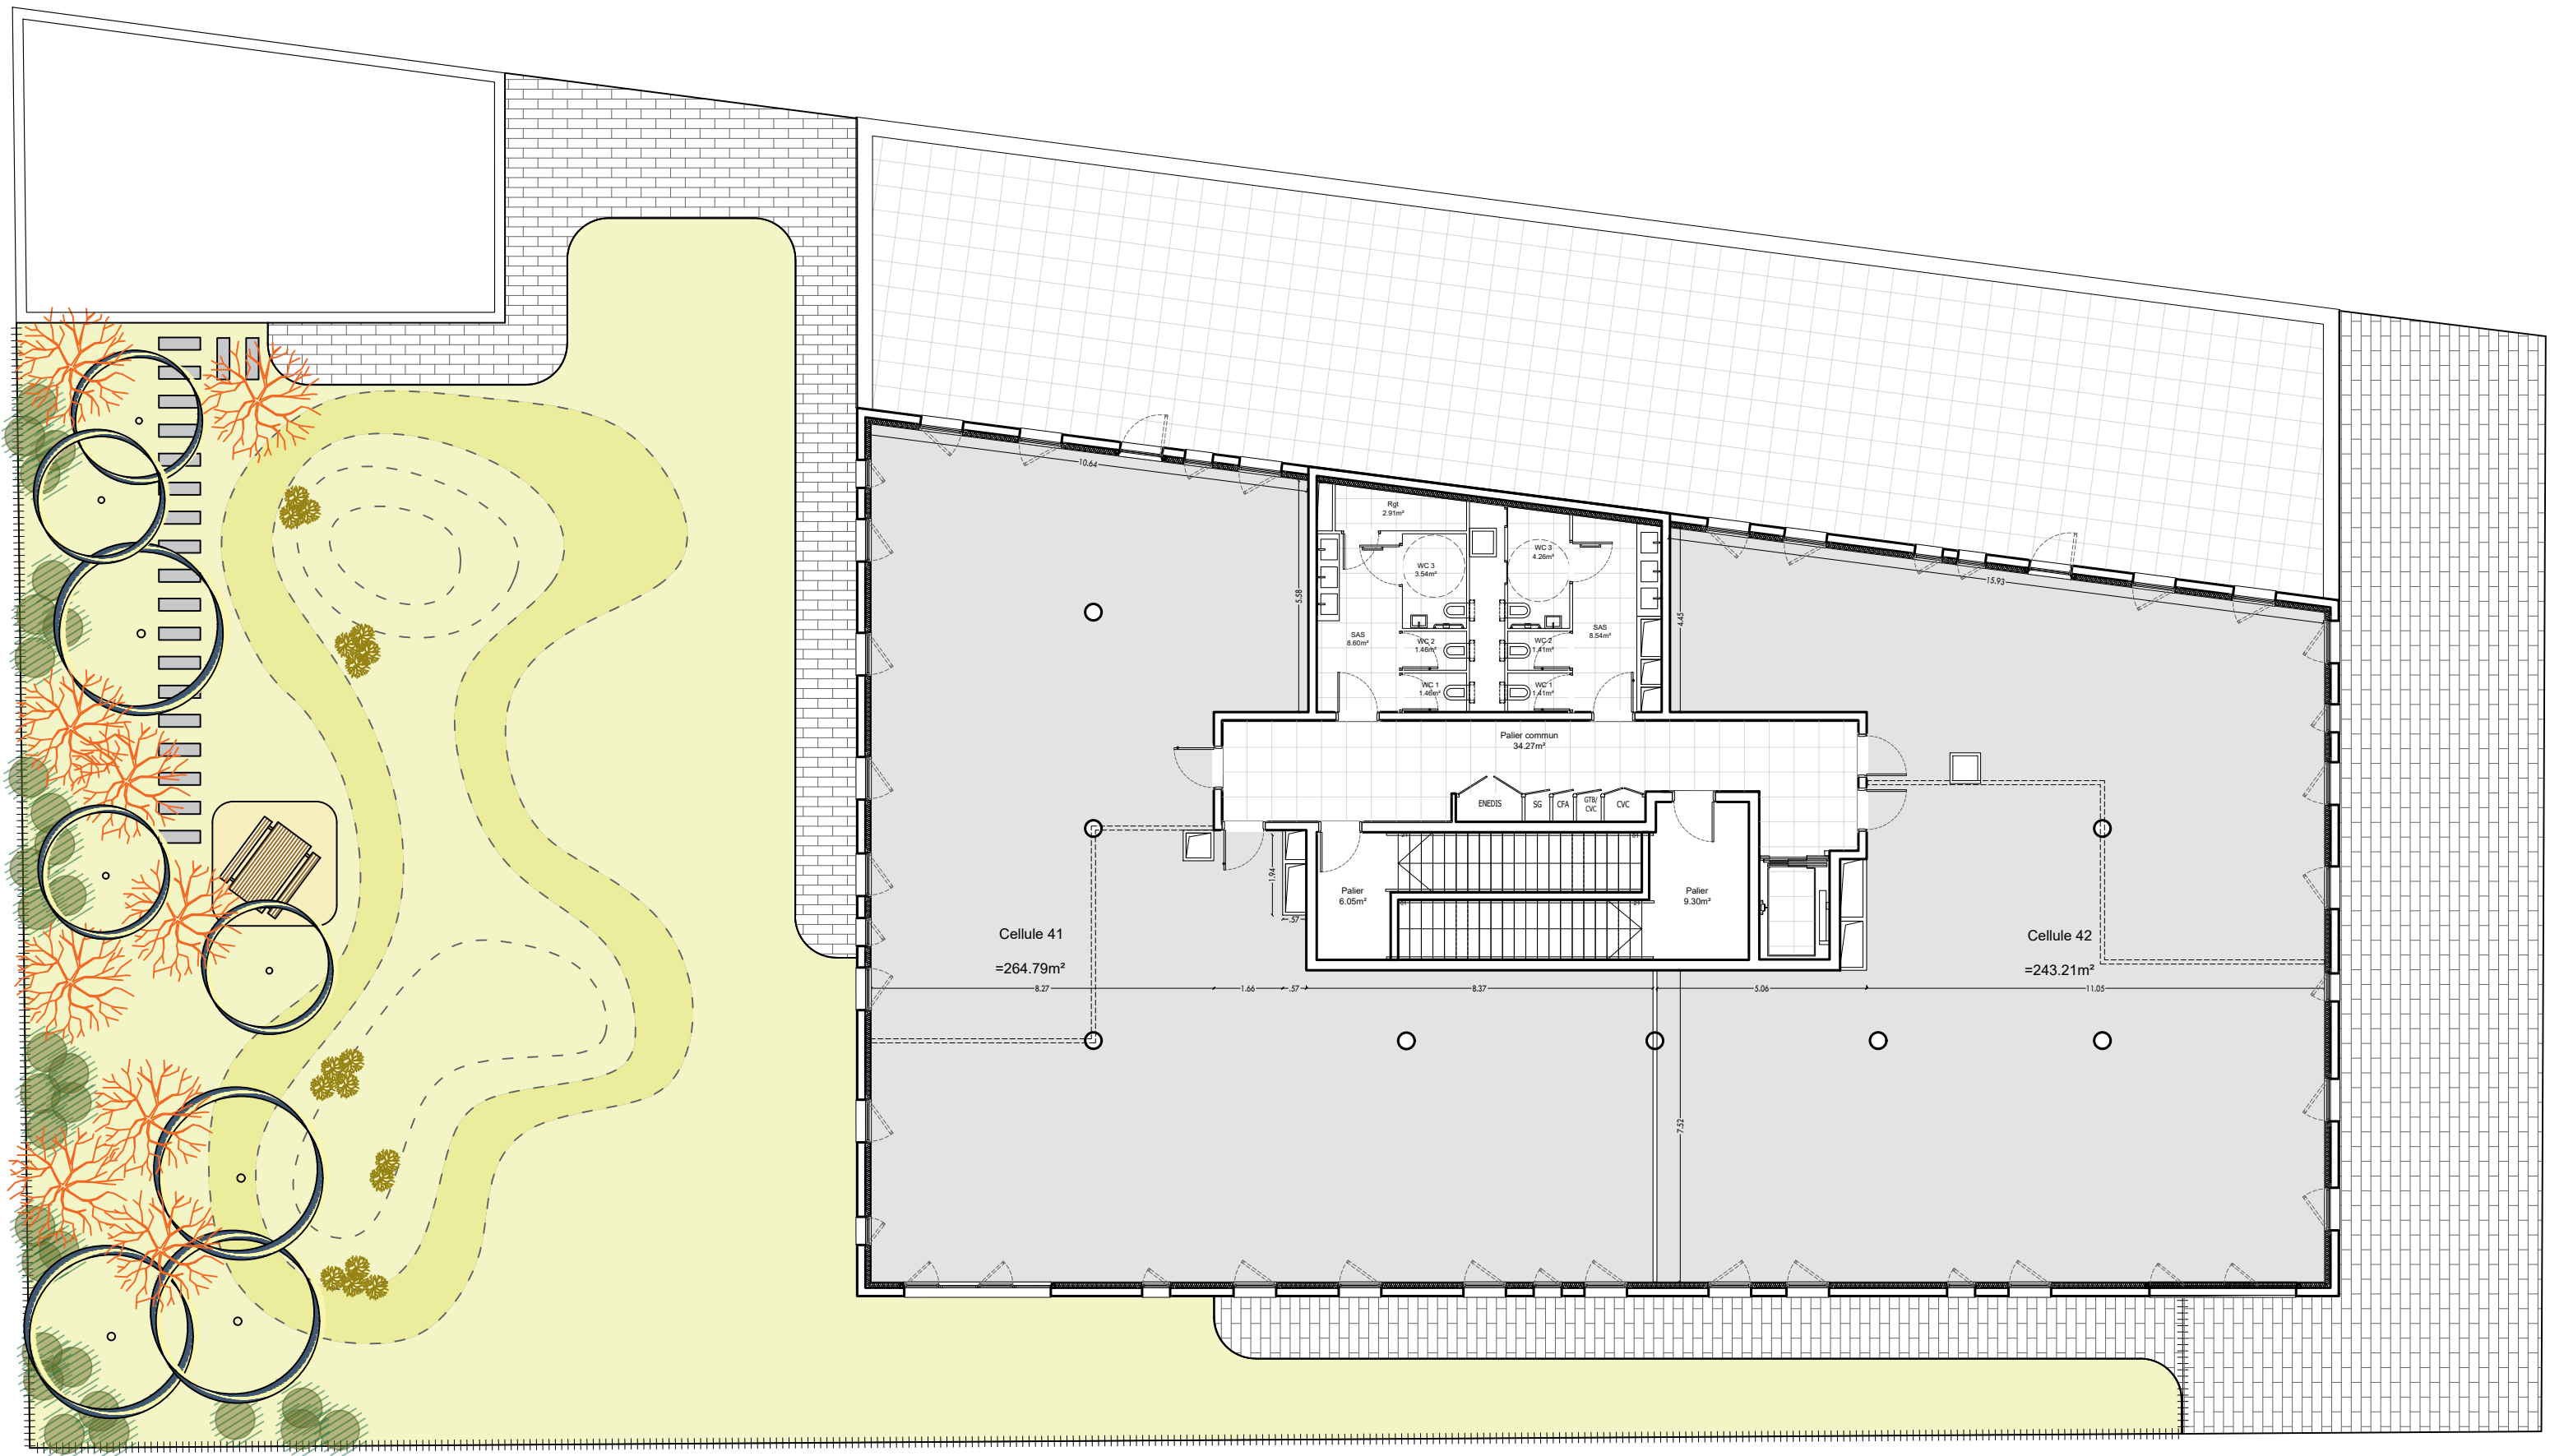 10.64
Rgt
2.91m²
WC 3
4.26m²
WC 3
3.54m²
15.93
5.58
4.45
SAS
8.60m²
SAS
8.54m²
WC 2
1.46m²
WC 2
1.41m²
WC 1
1.46m²
WC 1
1.41m²
Palier commun
34.27m²
ENEDIS
SG
CFA
GTB/
CVC
CVC
1.94
.57
Palier
6.05m²
Palier
9.30m²
Cellule 41
=264.79m²
Cellule 42
=243.21m²
8.27
1.66
.57
8.37
5.06
11.05
7.52